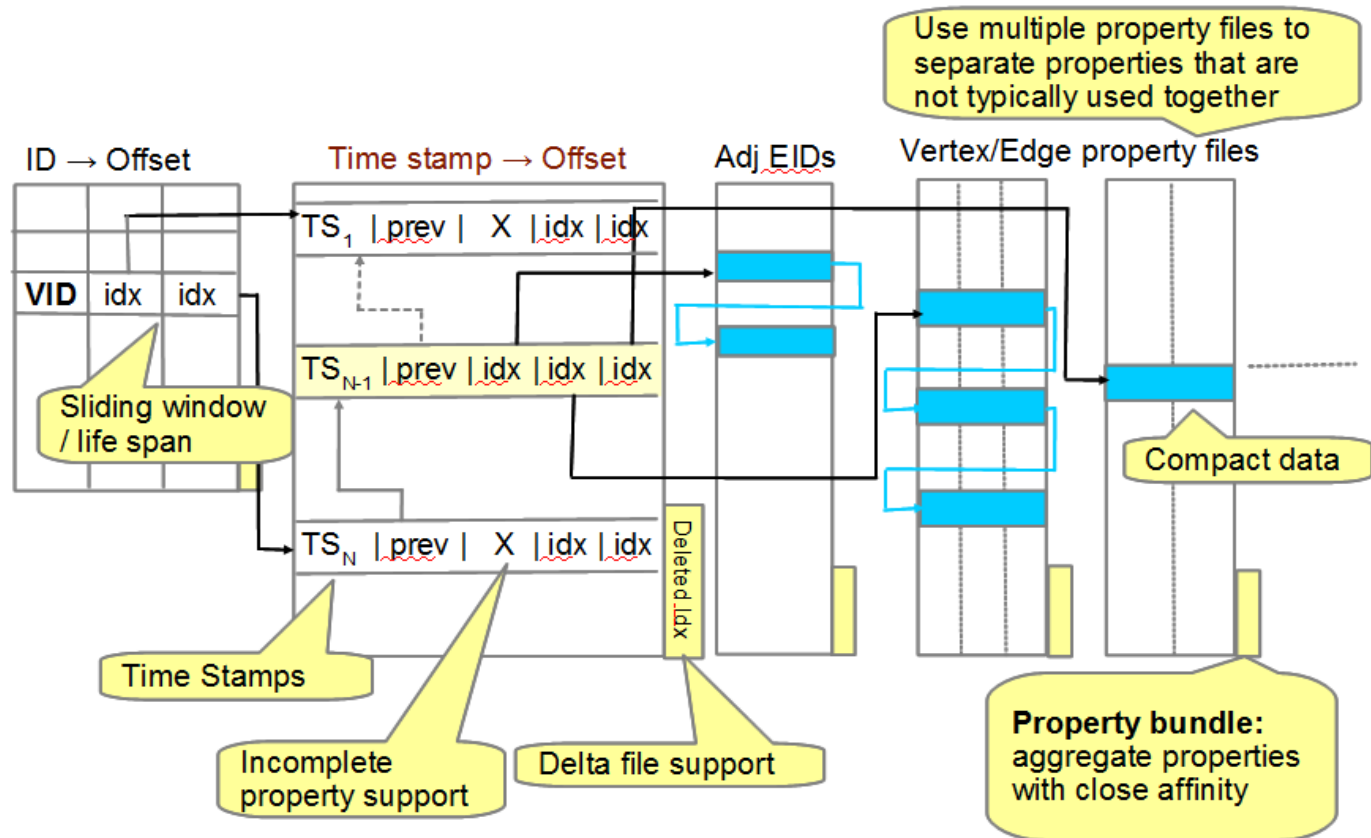 Use multiple property files to
separate properties that are
not typically used together
ID → Offset
Time stamp → Offset
Adj EIDs
Vertex/Edge property files
TS1 | prev | X | idx | idx
VID idx idx
TSN-1 | prev | idx | idx | idx
Sliding window
/ life span
Compact data
TSN | prev | X | idx | idx
Deleted Idx
Time Stamps
Incomplete
property support
Delta file support
Property bundle:
aggregate properties
with close affinity